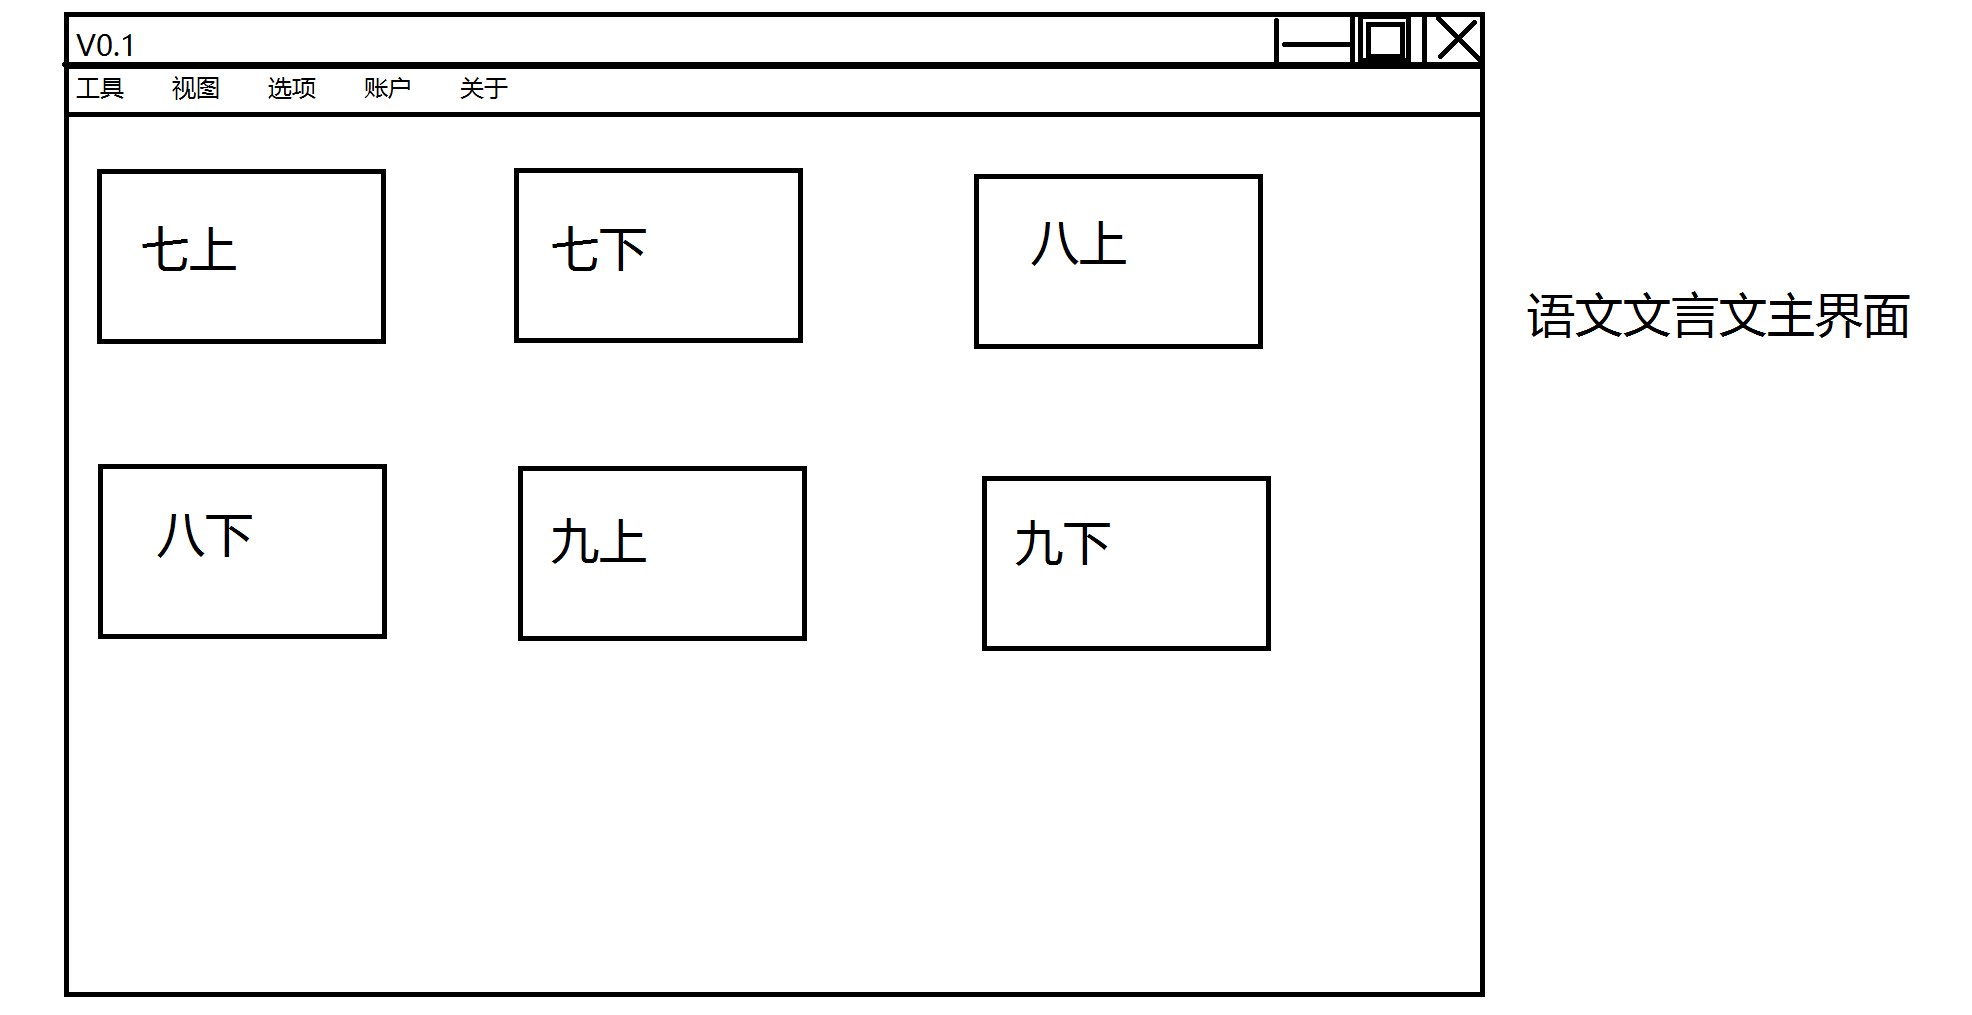 V0.1
工具 视图 选项 账户 关于
七上 七下 八上
语文文言文主界面
八下 九上 九下